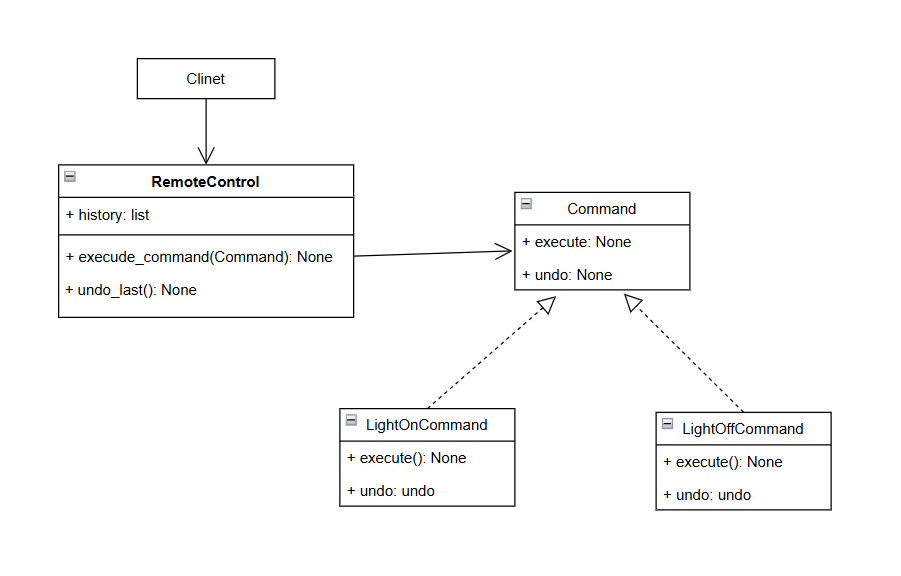 Clinet
RemoteControl
+ history: list
+ execude_command(Command): None
+ undo_last(): None
Command
+ execute: None
+ undo: None
LightOnCommand
+ execute(): None
+ undo: undo
LightOffCommand
+ execute(): None
+ undo: undo